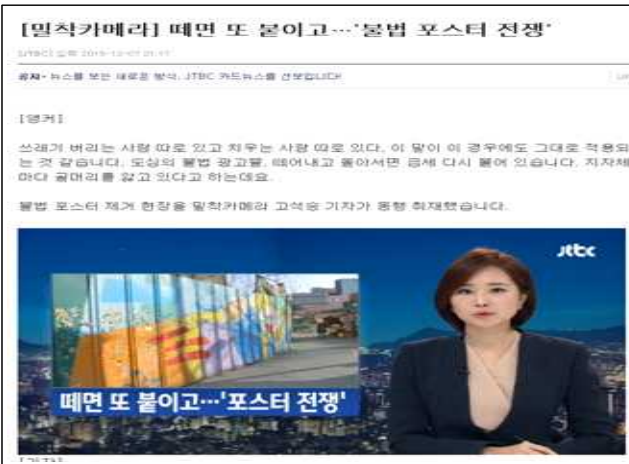 [밀착카메라] 떼면 또 붙이고…'불법 포스터 전쟁'
공지 - 뉴스를 보는 새로운 방식, JTBC 카드뉴스를 선보입니다!
[앵커]
쓰레기 버리는 사람 따로 있고 치우는 사람 따로 있다, 이 말이 이 경우에도 그대로 적용되
는 것 같습니다. 도심의 불법 광고물, 떼어내고 돌아서면 금세 다시 붙어 있습니다. 지자체
마다 골머리를 앓고 있다고 하는데요.
불법 포스터 제거 현장을 밀착카메라 고석승 기자가 동행 취재했습니다.
jtbc
떼면 또 붙이고…'포스터 전쟁'